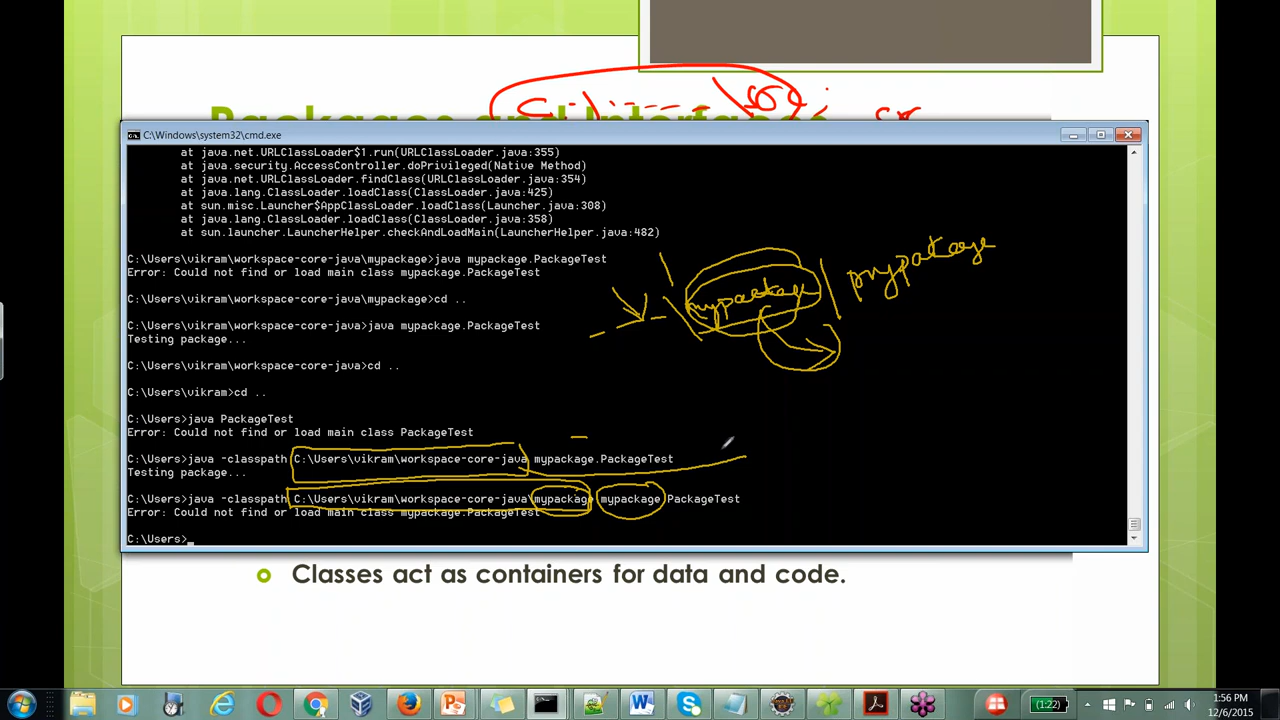 Packages and Interfaces
C:\Windows\system32\cmd.exe
at java.net.URLClassLoader$1.run(URLClassLoader.java:355)
at java.security.AccessController.doPrivileged(Native Method)
at java.net.URLClassLoader.findClass(URLClassLoader.java:354)
at java.lang.ClassLoader.loadClass(ClassLoader.java:425)
at sun.misc.Launcher$AppClassLoader.loadClass(Launcher.java:308)
at java.lang.ClassLoader.loadClass(ClassLoader.java:358)
at sun.launcher.LauncherHelper.checkAndLoadMain(LauncherHelper.java:482)
C:\Users\vikram\workspace-core-java\mypackage>java mypackage.PackageTest
Error: Could not find or load main class mypackage.PackageTest
C:\Users\vikram\workspace-core-java\mypackage>cd ..
C:\Users\vikram\workspace-core-java>java mypackage.PackageTest
Testing package...
C:\Users\vikram\workspace-core-java>cd ..
C:\Users\vikram>cd ..
C:\Users>java PackageTest
Error: Could not find or load main class PackageTest
C:\Users>java -classpath C:\Users\vikram\workspace-core-java mypackage.PackageTest
Testing package...
C:\Users>java -classpath C:\Users\vikram\workspace-core-java\mypackage mypackage.PackageTest
Error: Could not find or load main class mypackage.PackageTest
C:\Users>_
\mypackage\mypackage
Classes act as containers for data and code.
(1:22)
1:56 PM
12/6/2015